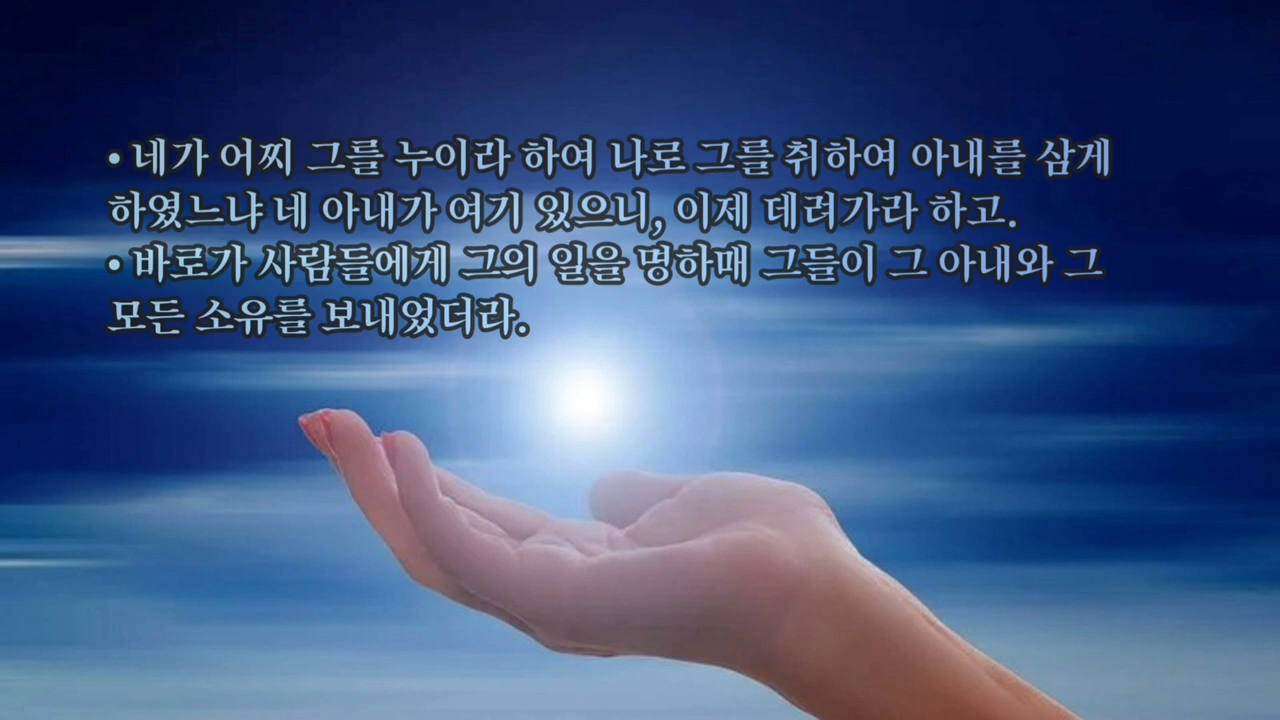 • 네가 어찌 그를 누이라 하여 나로 그를 취하여 아내를 삼게
하였느냐 네 아내가 여기 있으니, 이제 데려가라 하고.
• 바로가 사람들에게 그의 일을 명하매 그들이 그 아내와 그
모든 소유를 보내었더라.